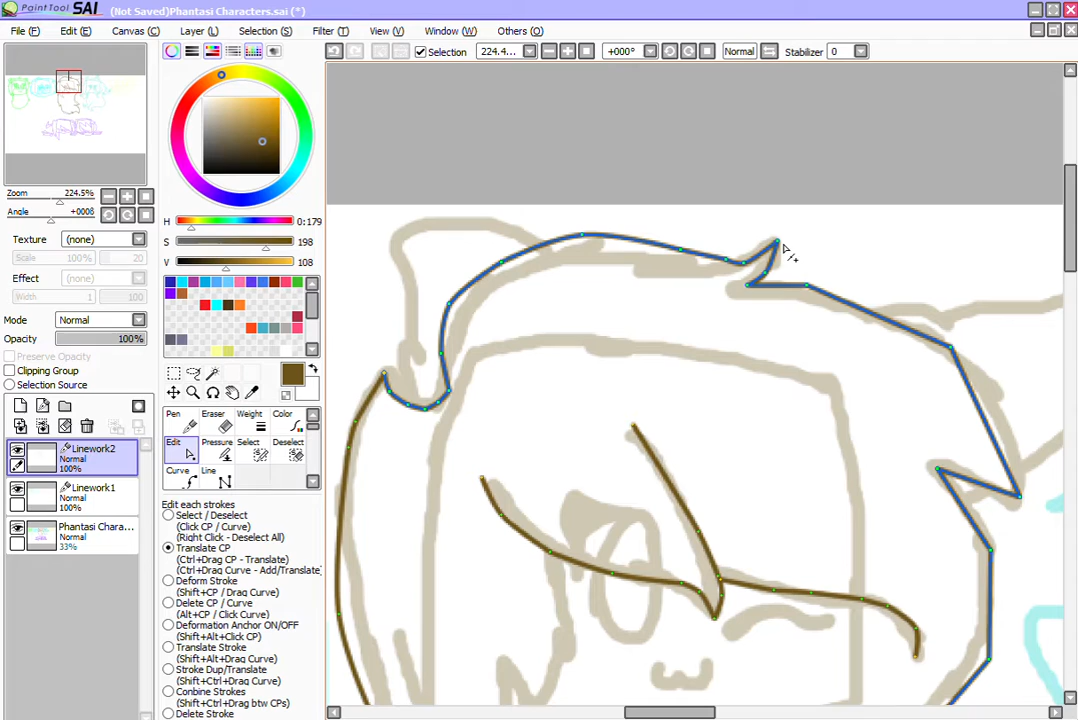 PaintTool SAI (Not Saved)Phantasi Characters.sai (*)
File (F) Edit (E) Canvas (C) Layer (L) Selection (S) Filter (T) View (V) Window (W) Others (O)
Selection 224.4... +000° Normal Stabilizer 0
Zoom 224.5%
Angle +000ß
Texture (none)
Scale 100% 20
Effect (none)
Width 1 100
Mode Normal
Opacity 100%
Preserve Opacity
Clipping Group
Selection Source
Linework2
Normal
100%
Linework1
Normal
100%
Phantasi Chara...
Normal
33%
H 0:179
S 198
V 108
Pen Eraser Weight Color
Edit Pressure Select Deselect
Curve Line
Edit each strokes
Select / Deselect
(Click CP / Curve)
(Right Click - Deselect All)
Translate CP
(Ctrl+Drag CP - Translate)
(Ctrl+Drag Curve - Add/Translate)
Deform Stroke
(Shift+CP / Drag Curve)
Delete CP / Curve
(Alt+CP / Click Curve)
Deformation Anchor ON/OFF
(Shift+Alt+Click CP)
Translate Stroke
(Shift+Alt+Drag Curve)
Stroke Dup/Translate
(Shift+Ctrl+Drag Curve)
Combine Strokes
(Shift+Ctrl+Drag btw CPs)
Delete Stroke